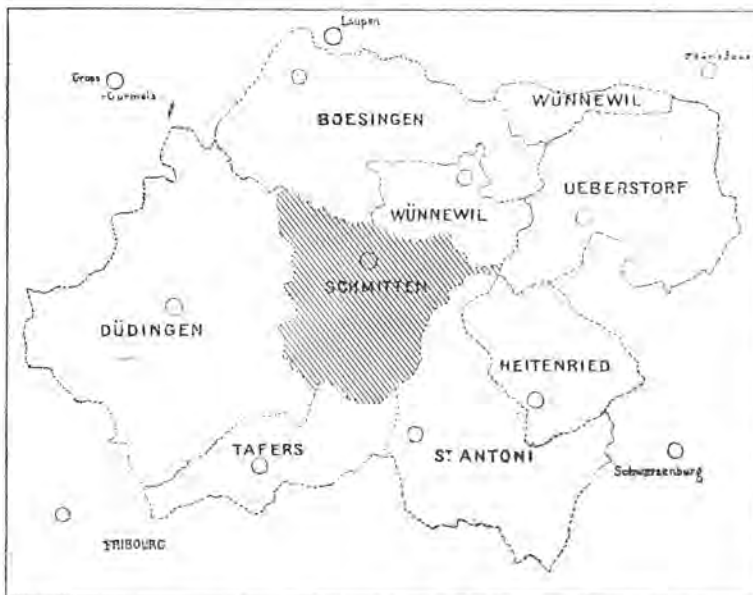 Laupen
Gross
-Gurmels
WÜNNEWIL
BOESINGEN
UEBERSTORF
WÜNNEWIL
SCHMITTEN
DÜDINGEN
HEITENRIED
TAFERS
ST ANTONI
Schwarzenburg
FRIBOURG